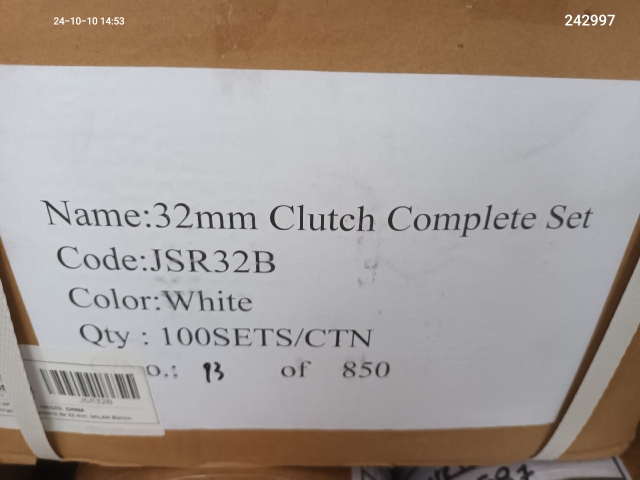 24-10-10 14:53
242997
Name:32mm Clutch Complete Set
Code:JSR32B
Color:White
Qty : 100SETS/CTN
o.: 13 of 850
JSR32B